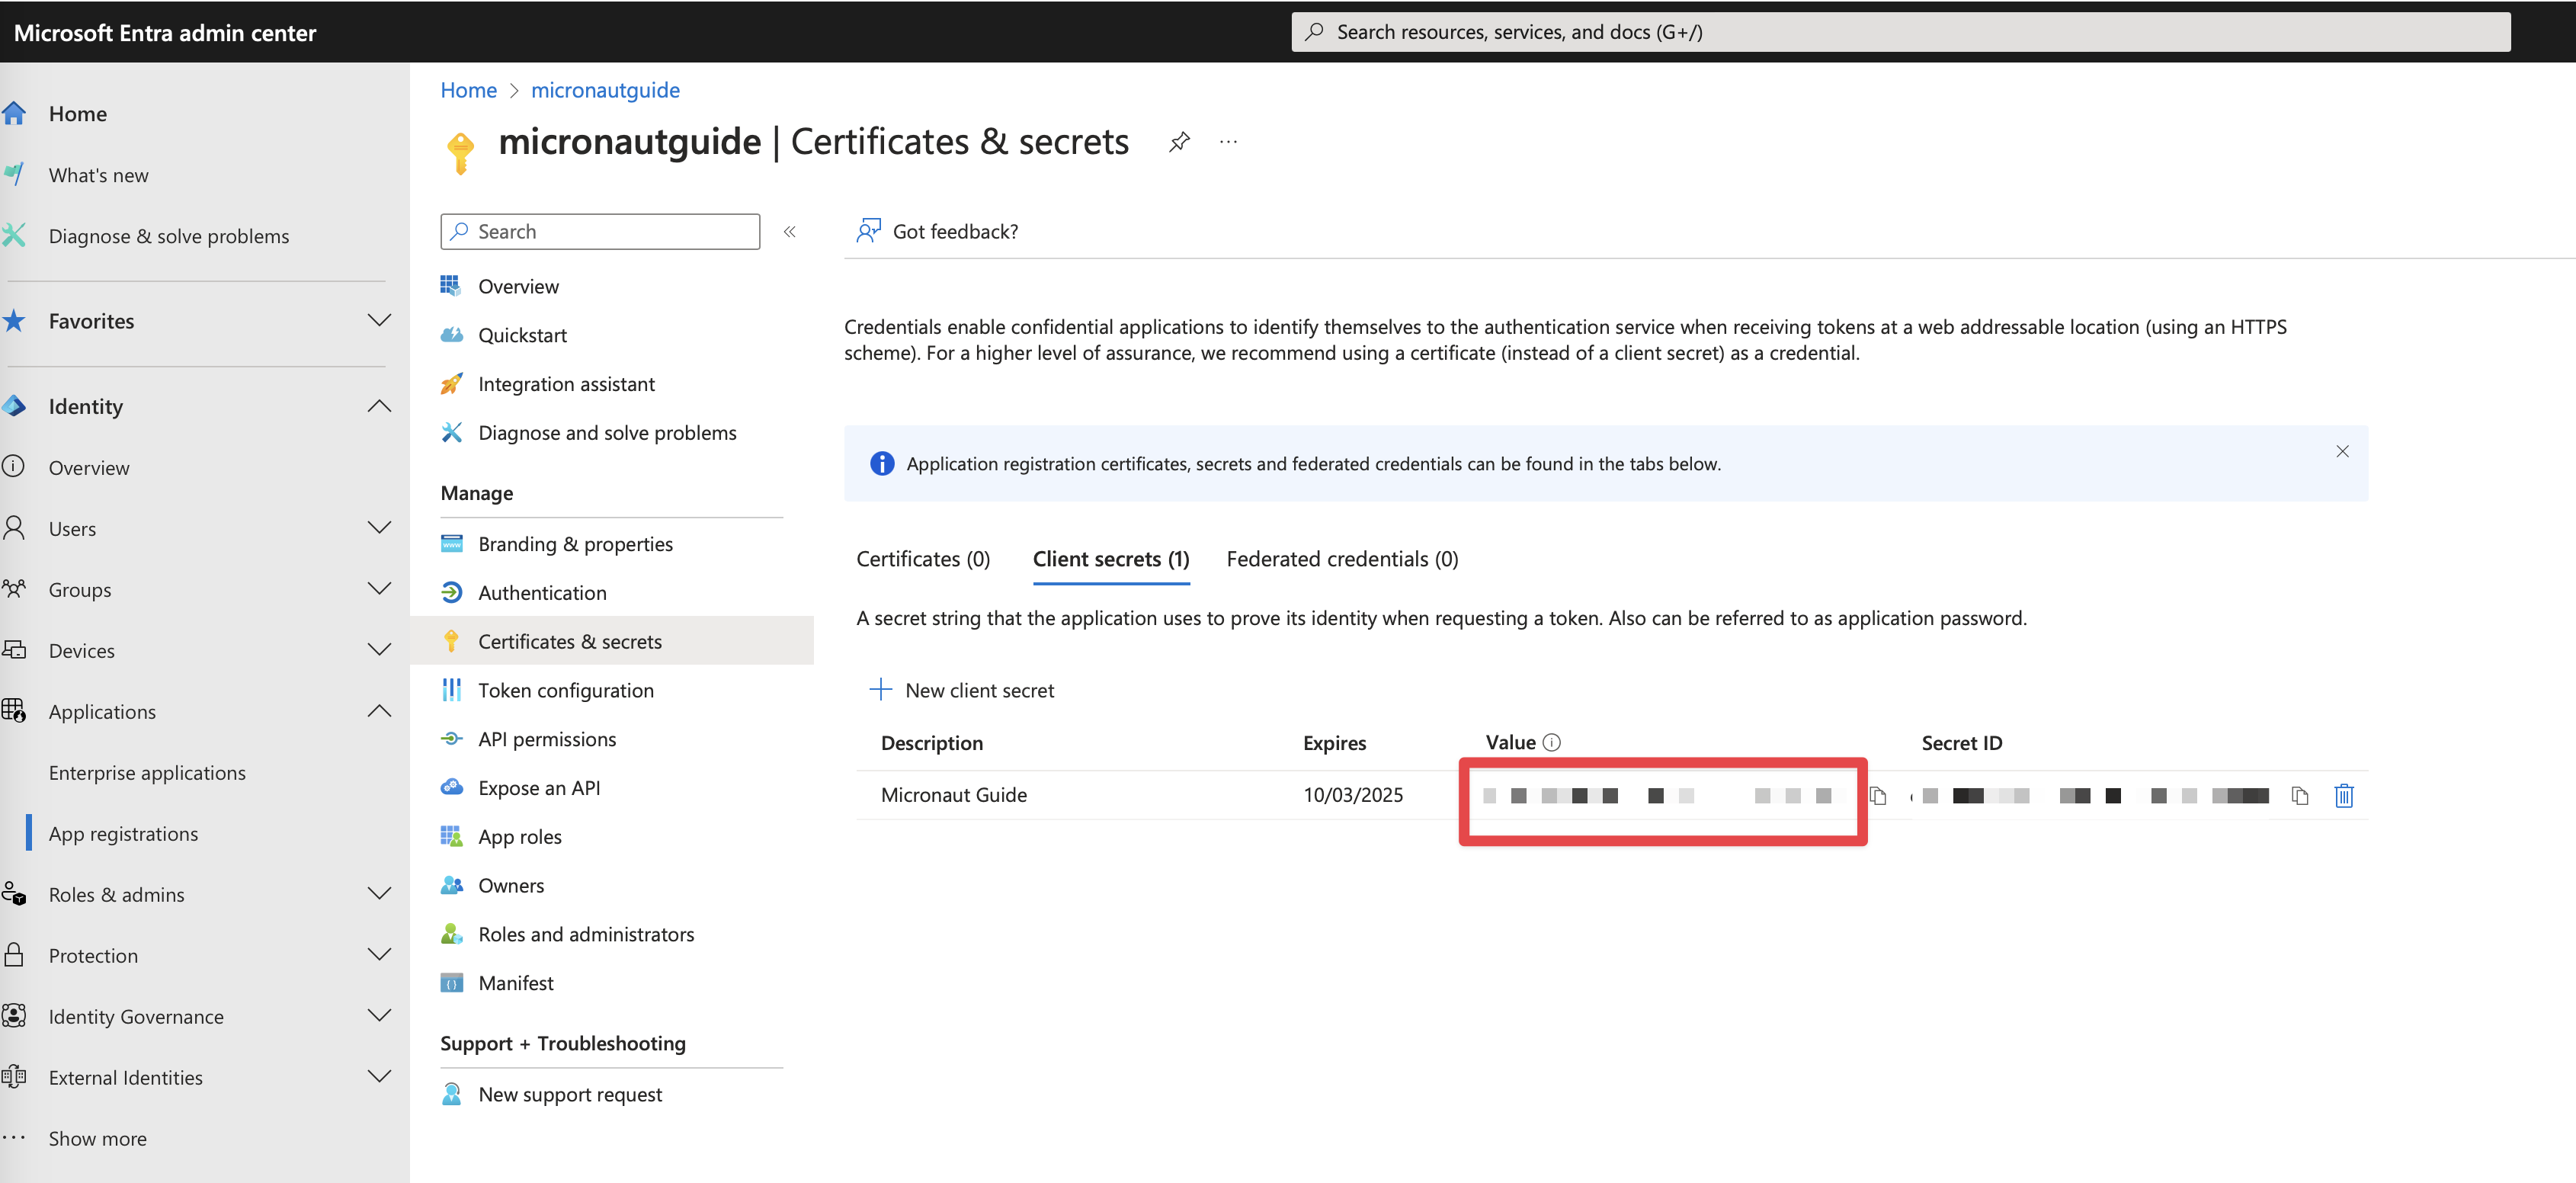 Microsoft Entra admin center
Search resources, services, and docs (G+/)
Home
What's new
Diagnose & solve problems
Favorites
Identity
Overview
Users
Groups
Devices
Applications
Enterprise applications
App registrations
Roles & admins
Protection
Identity Governance
External Identities
Show more
Home > micronautguide
micronautguide | Certificates & secrets
Search
Overview
Quickstart
Integration assistant
Diagnose and solve problems
Manage
Branding & properties
Authentication
Certificates & secrets
Token configuration
API permissions
Expose an API
App roles
Owners
Roles and administrators
Manifest
Support + Troubleshooting
New support request
Got feedback?
Credentials enable confidential applications to identify themselves to the authentication service when receiving tokens at a web addressable location (using an HTTPS
scheme). For a higher level of assurance, we recommend using a certificate (instead of a client secret) as a credential.
Application registration certificates, secrets and federated credentials can be found in the tabs below.
Certificates (0) Client secrets (1) Federated credentials (0)
A secret string that the application uses to prove its identity when requesting a token. Also can be referred to as application password.
New client secret
Description Expires Value Secret ID
Micronaut Guide 10/03/2025